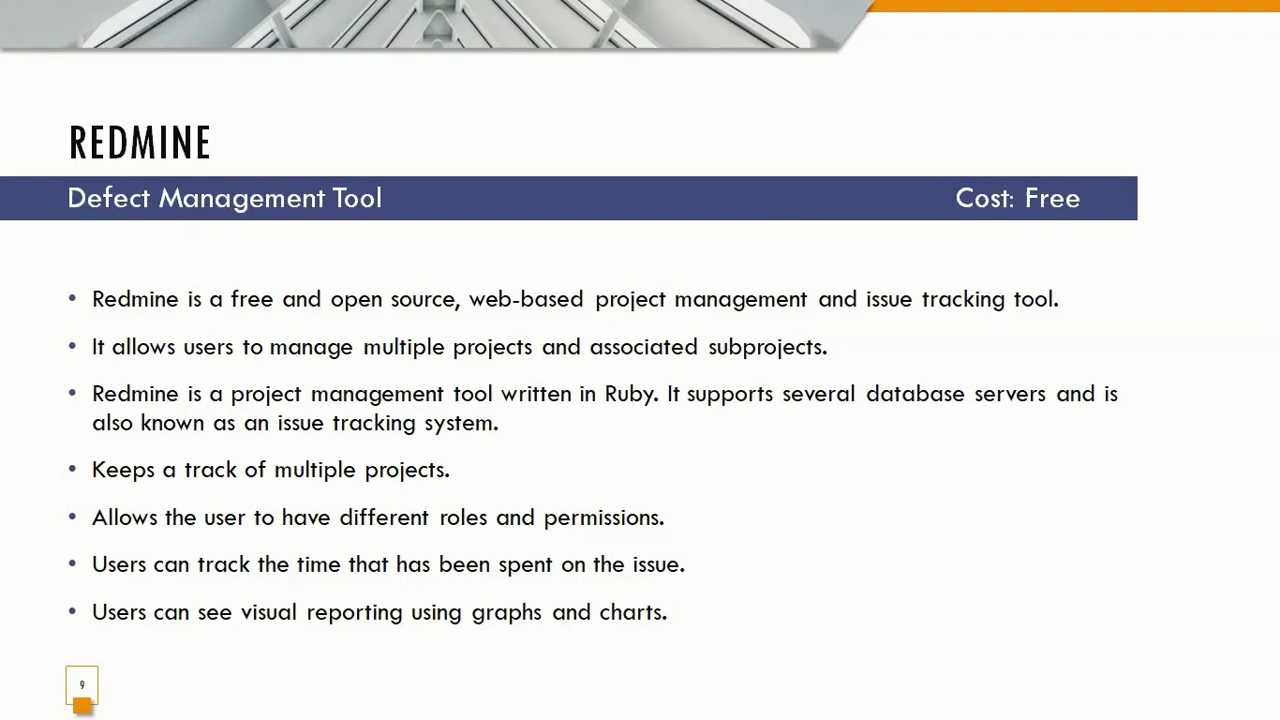 REDMINE
Defect Management Tool Cost: Free
• Redmine is a free and open source, web-based project management and issue tracking tool.
• It allows users to manage multiple projects and associated subprojects.
• Redmine is a project management tool written in Ruby. It supports several database servers and is
also known as an issue tracking system.
• Keeps a track of multiple projects.
• Allows the user to have different roles and permissions.
• Users can track the time that has been spent on the issue.
• Users can see visual reporting using graphs and charts.
9